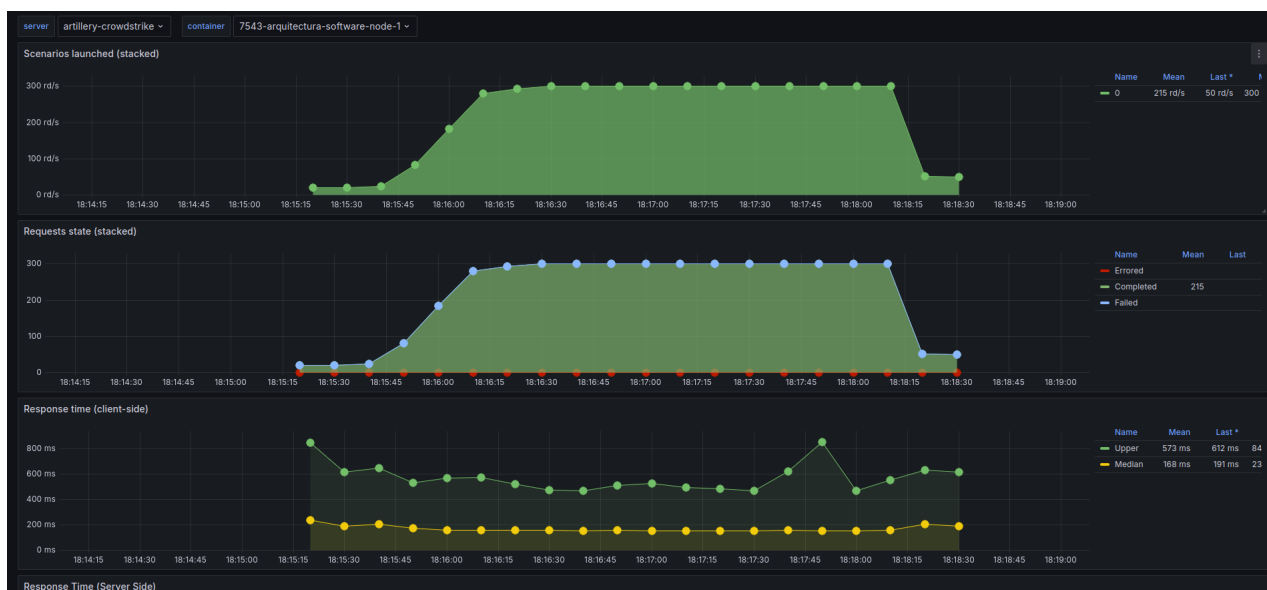 server artillery-crowdstrike container 7543-arquitectura-software-node-1
Scenarios launched (stacked)
Name Mean Last *
0 215 rd/s 50 rd/s 300
300 rd/s
200 rd/s
100 rd/s
0 rd/s
18:14:15 18:14:30 18:14:45 18:15:00 18:15:15 18:15:30 18:15:45 18:16:00 18:16:15 18:16:30 18:16:45 18:17:00 18:17:15 18:17:30 18:17:45 18:18:00 18:18:15 18:18:30 18:18:45 18:19:00
Requests state (stacked)
Name Mean Last
Errored
Completed 215
Failed
300
200
100
0
18:14:15 18:14:30 18:14:45 18:15:00 18:15:15 18:15:30 18:15:45 18:16:00 18:16:15 18:16:30 18:16:45 18:17:00 18:17:15 18:17:30 18:17:45 18:18:00 18:18:15 18:18:30 18:18:45 18:19:00
Response time (client-side)
Name Mean Last *
Upper 573 ms 612 ms 84
Median 168 ms 191 ms 23
800 ms
600 ms
400 ms
200 ms
0 ms
18:14:15 18:14:30 18:14:45 18:15:00 18:15:15 18:15:30 18:15:45 18:16:00 18:16:15 18:16:30 18:16:45 18:17:00 18:17:15 18:17:30 18:17:45 18:18:00 18:18:15 18:18:30 18:18:45 18:19:00
Response Time (Server Side)